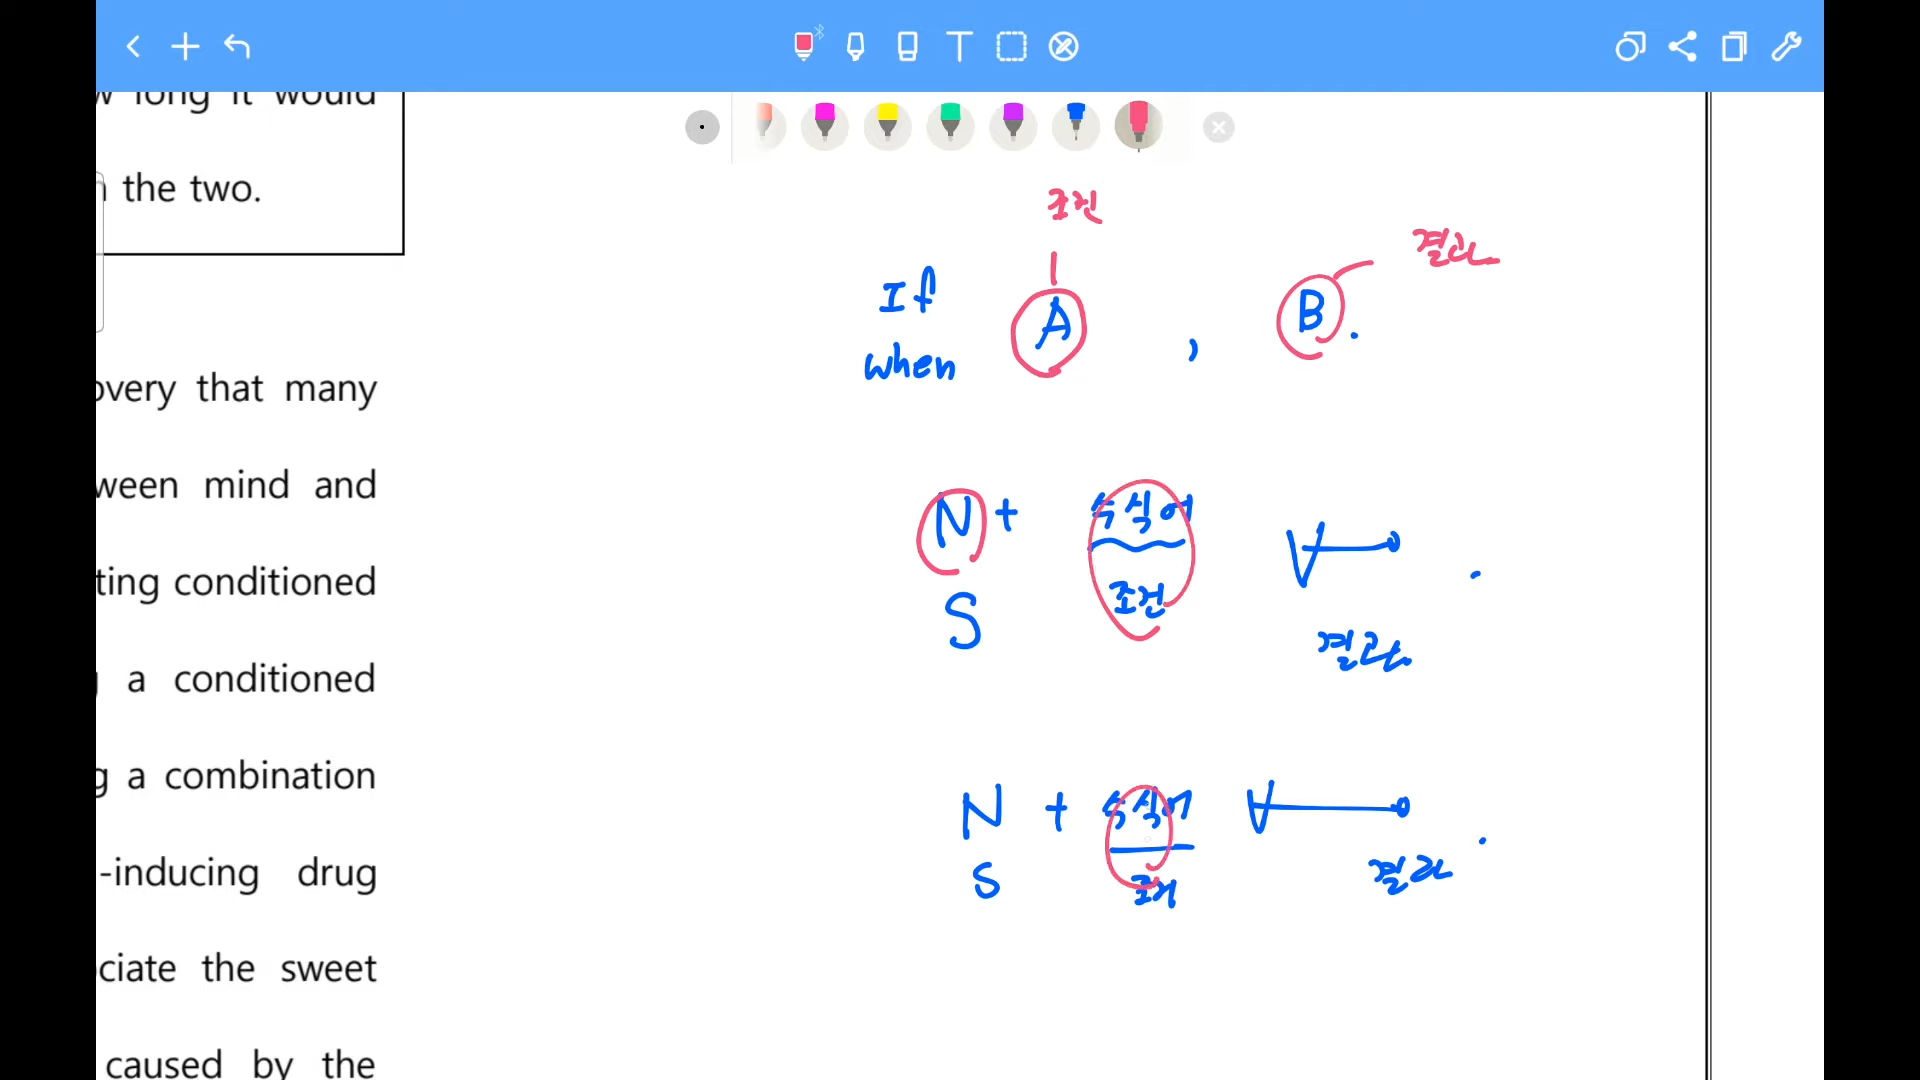 long it would
the two.
overy that many
ween mind and
ting conditioned
a conditioned
g a combination
-inducing drug
ciate the sweet
caused by the
조건
결과
If A , B .
when
N + 수식어 V .
S 조건 결과
N + 수식어 V .
S 조건 결과